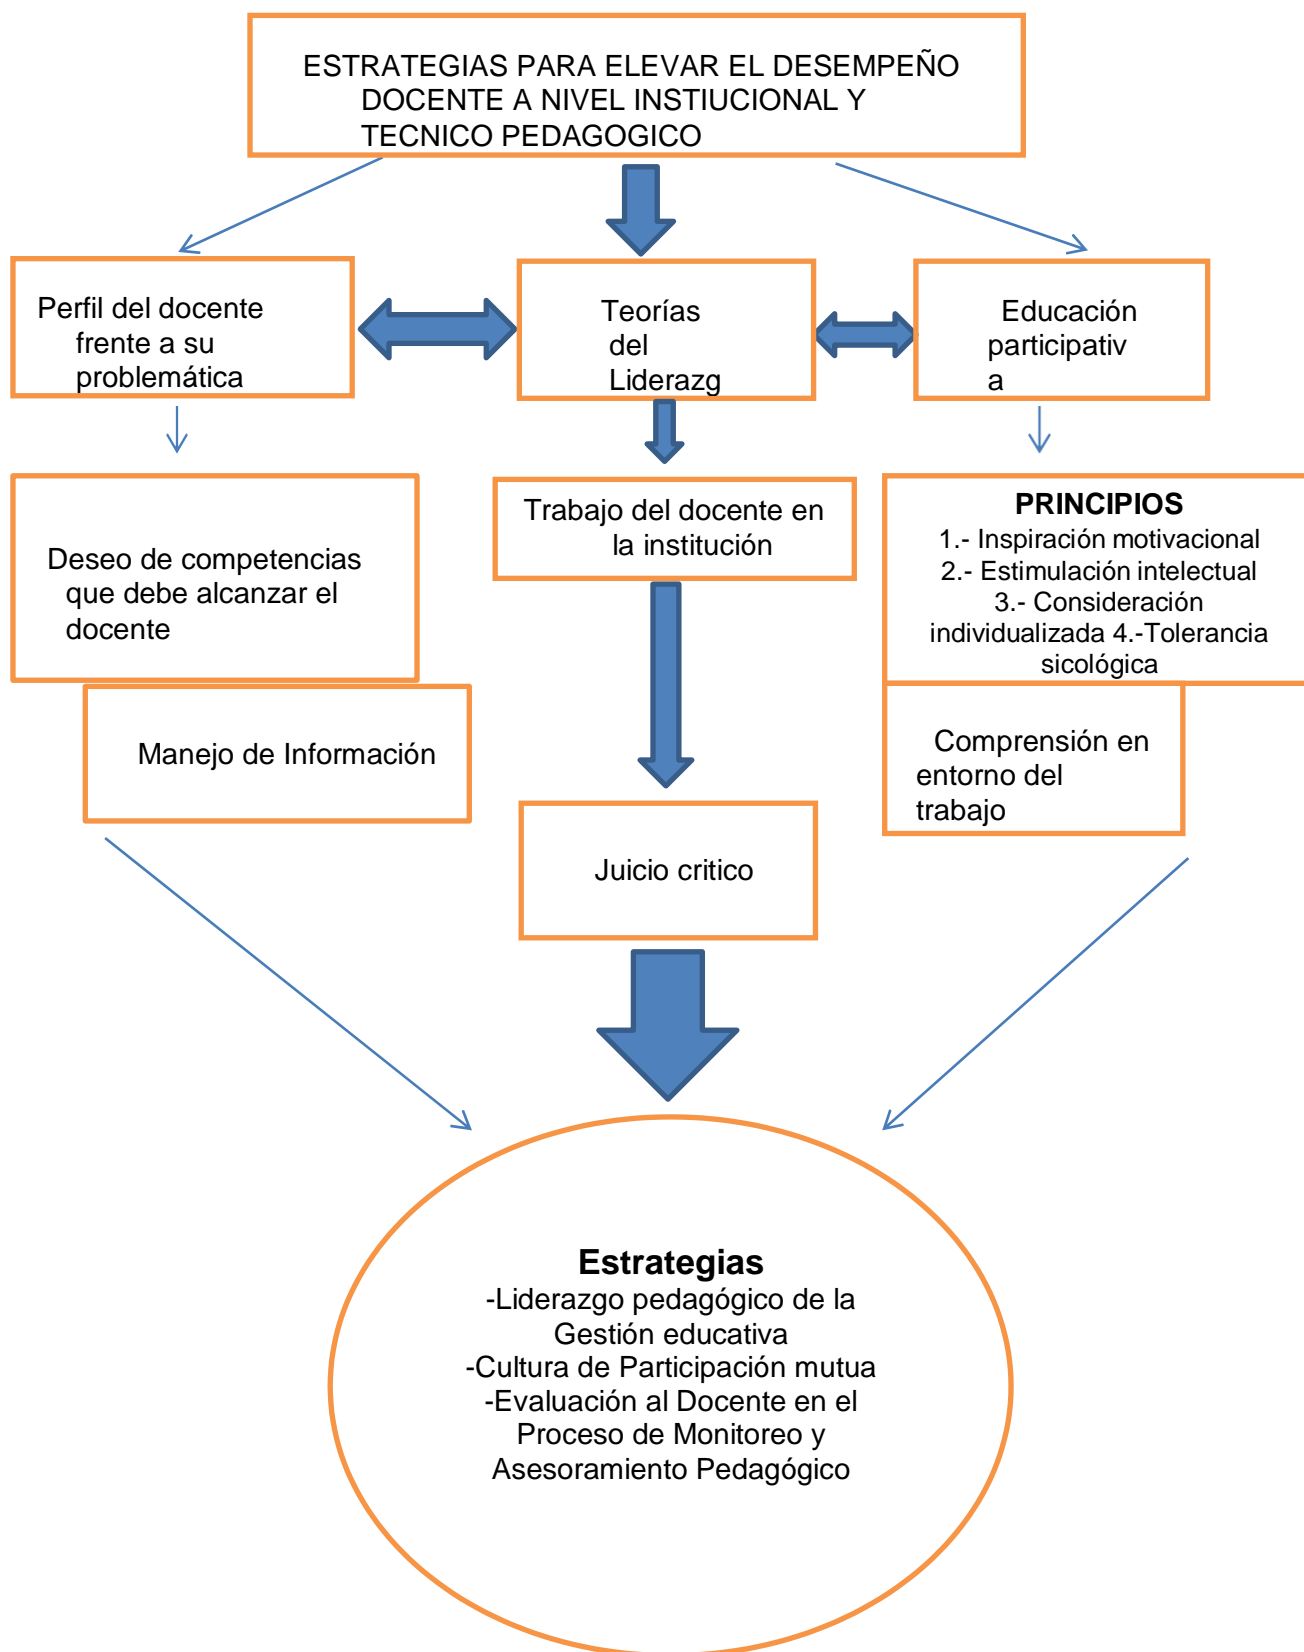 ESTRATEGIAS PARA ELEVAR EL DESEMPEÑO
DOCENTE A NIVEL INSTIUCIONAL Y
TECNICO PEDAGOGICO
Perfil del docente
frente a su
problemática
Teorías
del
Liderazg
Educación
participativ
a
Deseo de competencias
que debe alcanzar el
docente
Manejo de Información
Trabajo del docente en
la institución
PRINCIPIOS
1.- Inspiración motivacional
2.- Estimulación intelectual
3.- Consideración
individualizada 4.-Tolerancia
sicológica
Comprensión en
entorno del
trabajo
Juicio critico
Estrategias
-Liderazgo pedagógico de la
Gestión educativa
-Cultura de Participación mutua
-Evaluación al Docente en el
Proceso de Monitoreo y
Asesoramiento Pedagógico